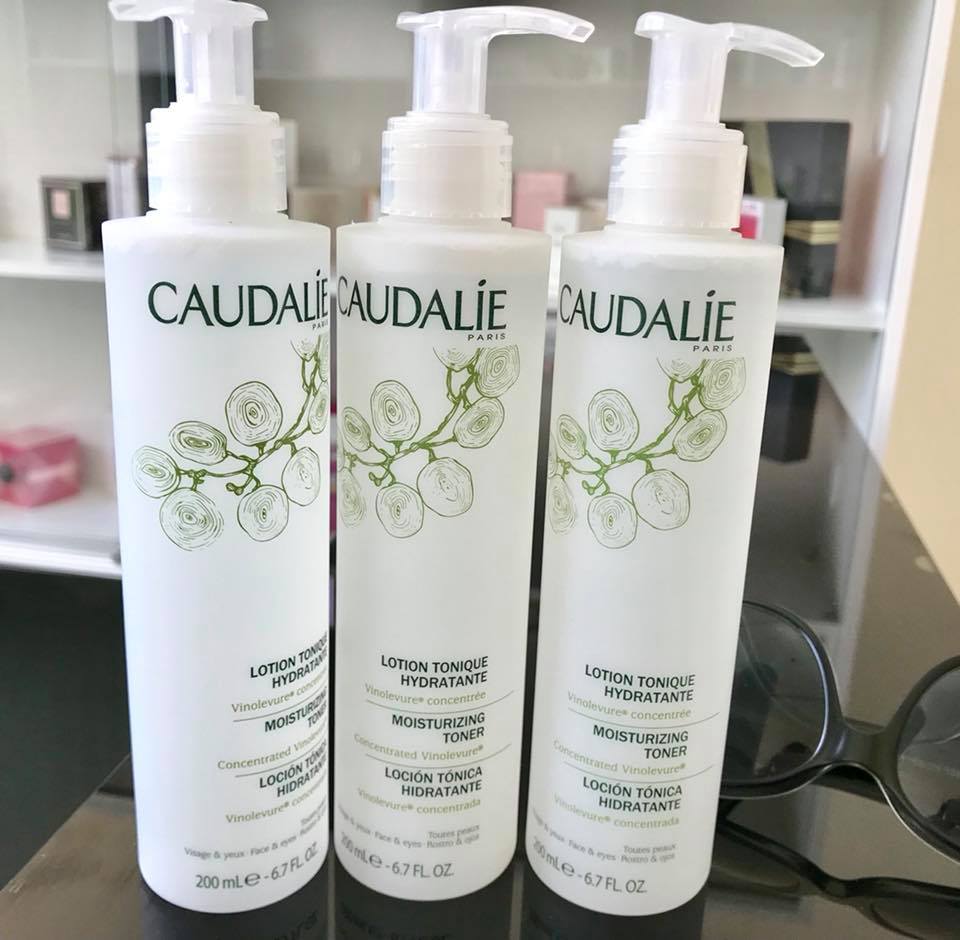 CAUDALIE
PARIS
LOTION TONIQUE
HYDRATANTE
Vinolevure® concentrée
MOISTURIZING
TONER
Concentrated Vinolevure®
LOCIÓN TÓNICA
HIDRATANTE
Vinolevure® concentrada
Toutes peaux
Visage & yeux · Face & eyes · Rostro & ojos
200 mL e - 6.7 FL. OZ.
CAUDALIE
PARIS
LOTION TONIQUE
HYDRATANTE
Vinolevure® concentrée
MOISTURIZING
TONER
Concentrated Vinolevure®
LOCIÓN TÓNICA
HIDRATANTE
Vinolevure® concentrada
Toutes peaux
Visage & yeux · Face & eyes · Rostro & ojos
200 mL e - 6.7 FL. OZ.
CAUDALIE
PARIS
LOTION TONIQUE
HYDRATANTE
Vinolevure® concentrée
MOISTURIZING
TONER
Concentrated Vinolevure®
LOCIÓN TÓNICA
HIDRATANTE
Vinolevure® concentrada
Toutes peaux
Visage & yeux · Face & eyes · Rostro & ojos
200 mL e - 6.7 FL. OZ.